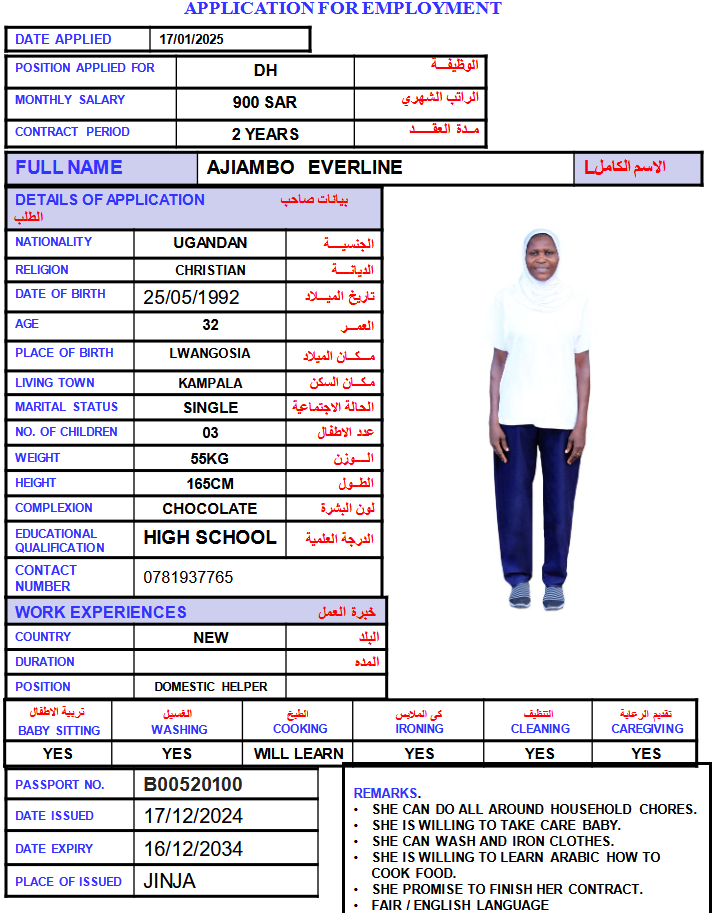 APPLICATION FOR EMPLOYMENT
DATE APPLIED 17/01/2025
POSITION APPLIED FOR DH الوظيفـــة
MONTHLY SALARY 900 SAR الراتب الشهري
CONTRACT PERIOD 2 YEARS مـدة العقــــد
FULL NAME AJIAMBO EVERLINE الاسم الكاملL
DETAILS OF APPLICATION بيانات صاحب
الطلب
NATIONALITY UGANDAN الجنسيـــة
RELIGION CHRISTIAN الديانـــة
DATE OF BIRTH 25/05/1992 تاريخ الميـــلاد
AGE 32 العمــر
PLACE OF BIRTH LWANGOSIA مــكــان الميلاد
LIVING TOWN KAMPALA مكــان السكن
MARITAL STATUS SINGLE الحالة الاجتماعية
NO. OF CHILDREN 03 عدد الاطفال
WEIGHT 55KG الـــوزن
HEIGHT 165CM الطــول
COMPLEXION CHOCOLATE لون البشرة
EDUCATIONAL QUALIFICATION HIGH SCHOOL الدرجة العلمية
CONTACT NUMBER 0781937765
WORK EXPERIENCES خبرة العمل
COUNTRY NEW البلد
DURATION المده
POSITION DOMESTIC HELPER
تربية الاطفال الغسيل الطبخ كى الملابس التنظيف تقديم الرعاية
BABY SITTING WASHING COOKING IRONING CLEANING CAREGIVING
YES YES WILL LEARN YES YES YES
PASSPORT NO. B00520100
DATE ISSUED 17/12/2024
DATE EXPIRY 16/12/2034
PLACE OF ISSUED JINJA
REMARKS.
• SHE CAN DO ALL AROUND HOUSEHOLD CHORES.
• SHE IS WILLING TO TAKE CARE BABY.
• SHE CAN WASH AND IRON CLOTHES.
• SHE IS WILLING TO LEARN ARABIC HOW TO
COOK FOOD.
• SHE PROMISE TO FINISH HER CONTRACT.
• FAIR / ENGLISH LANGUAGE